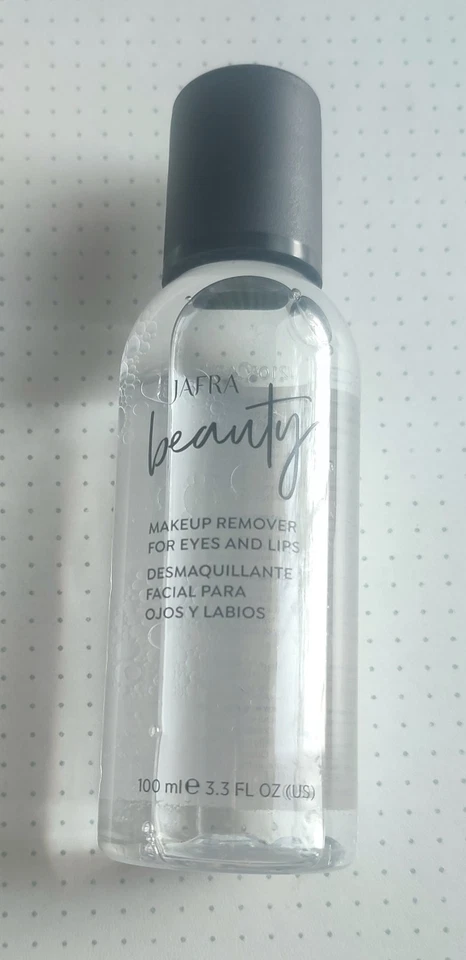 JAFRA
beauty
MAKEUP REMOVER
FOR EYES AND LIPS
DESMAQUILLANTE
FACIAL PARA
OJOS Y LABIOS
100 ml ℮ 3.3 FL OZ (US)